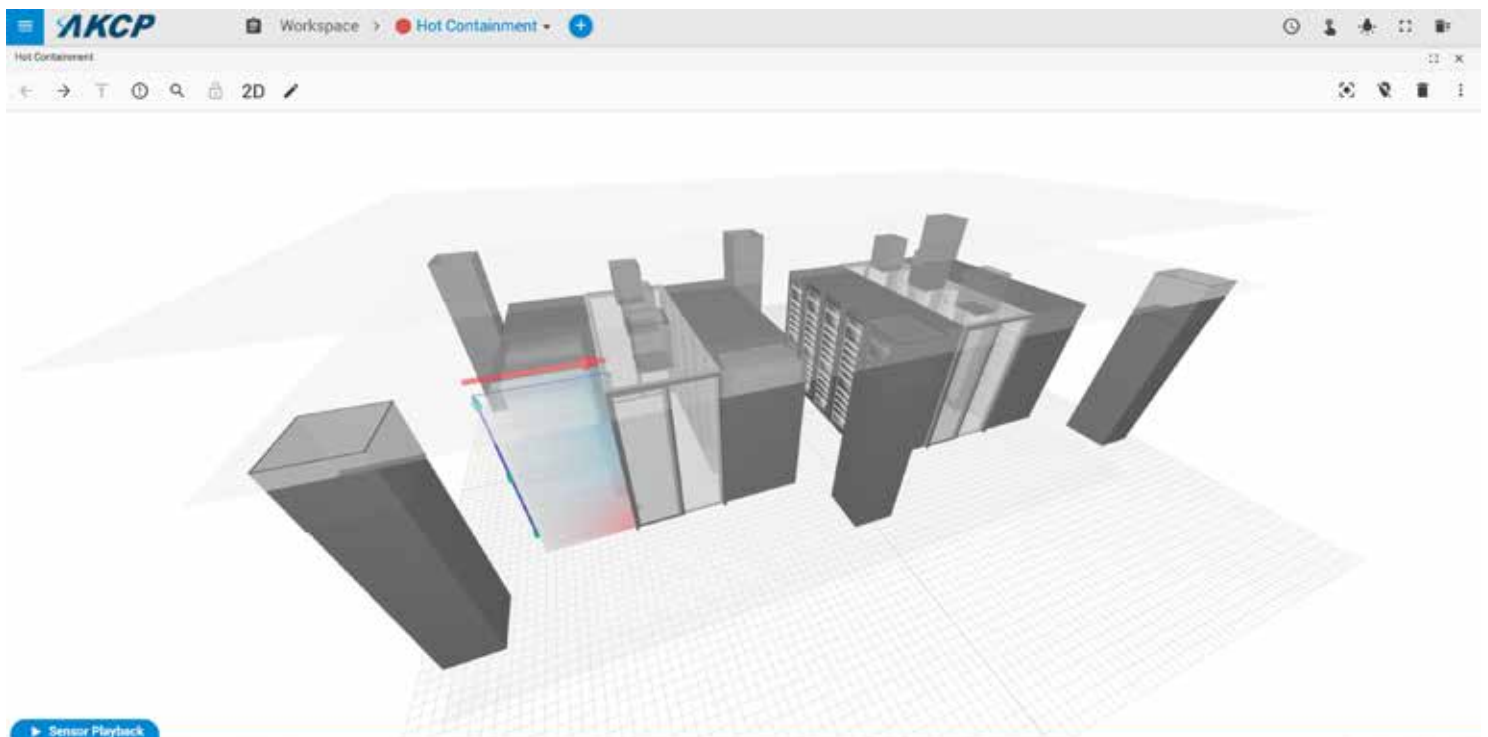 AKCP
Workspace > Hot Containment
Hot Containment
2D
Sensor Playback